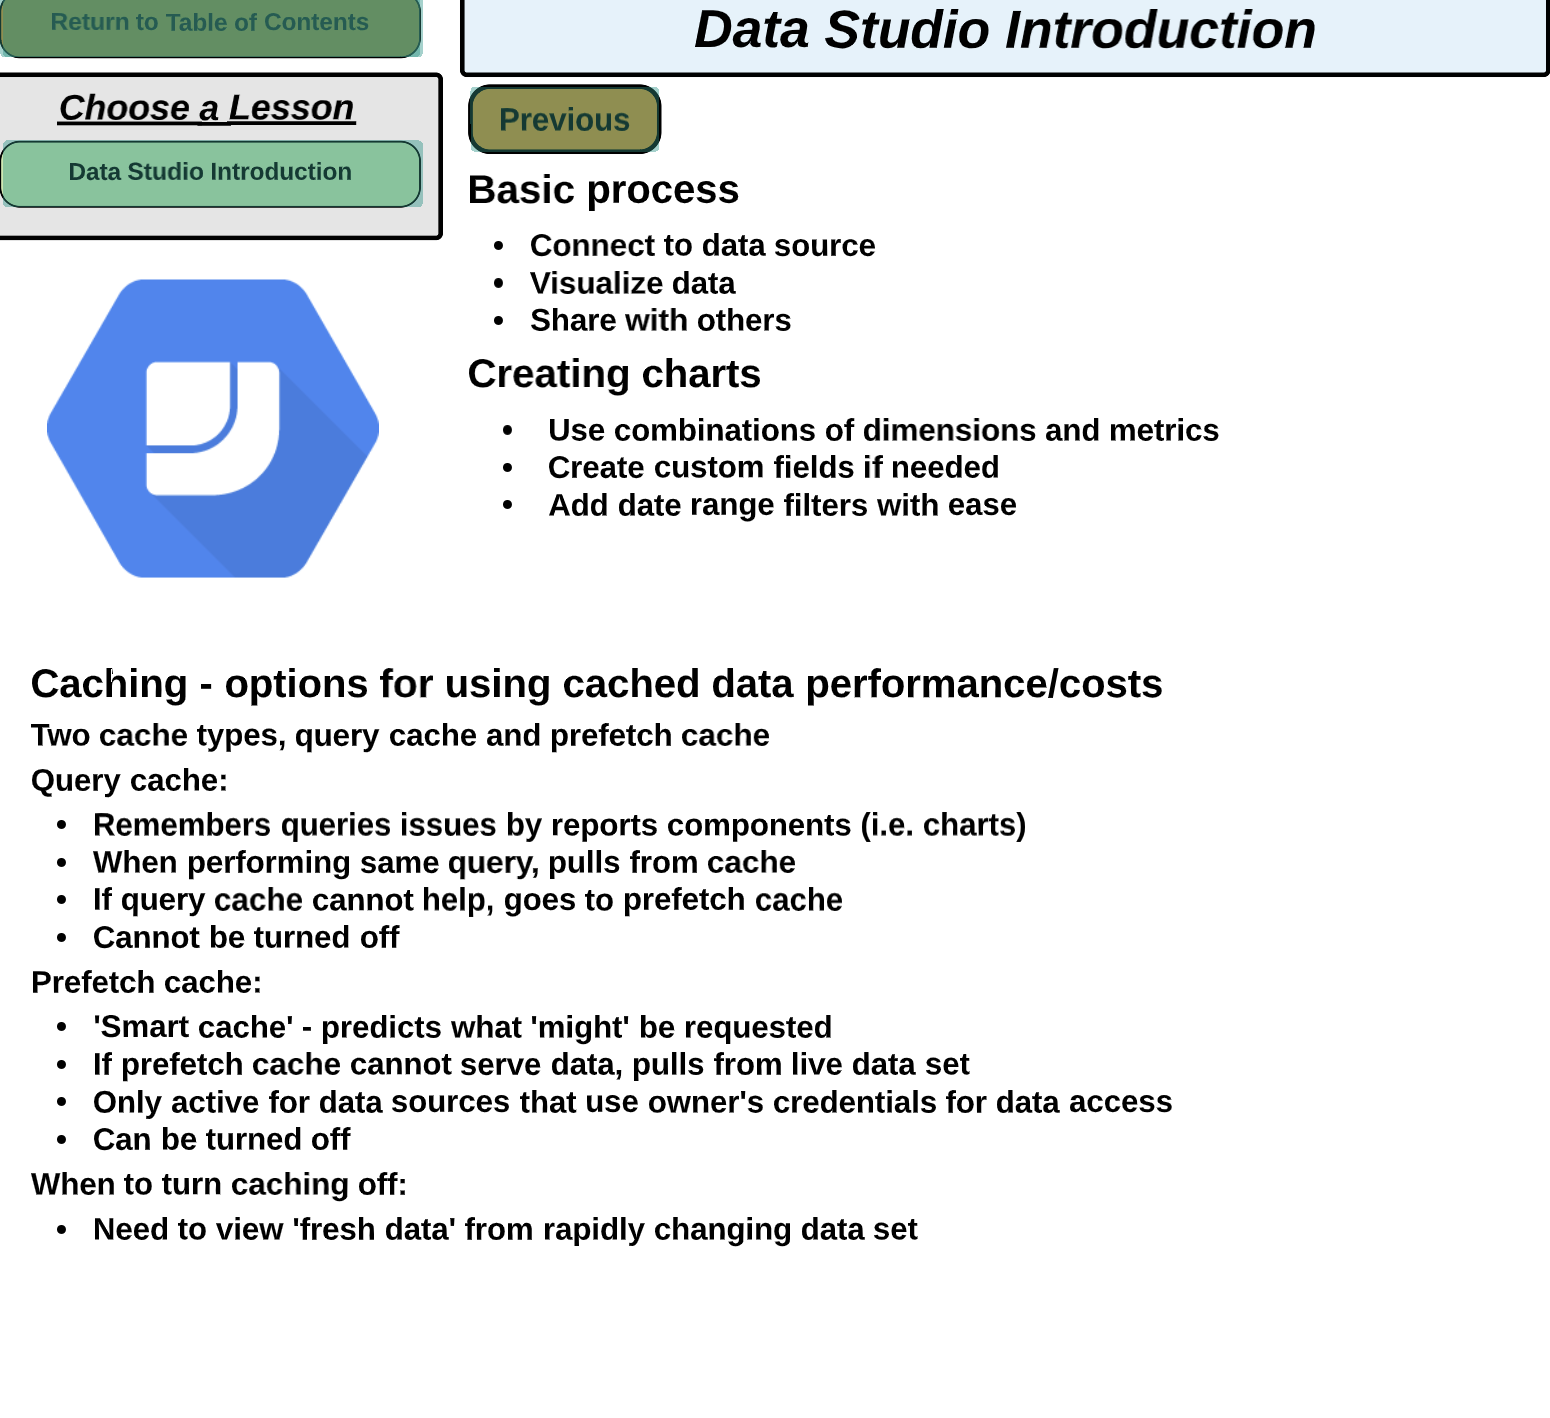 Return to Table of Contents
Data Studio Introduction
Choose a Lesson
Data Studio Introduction
Previous
Basic process
• Connect to data source
• Visualize data
• Share with others
Creating charts
• Use combinations of dimensions and metrics
• Create custom fields if needed
• Add date range filters with ease
Caching - options for using cached data performance/costs
Two cache types, query cache and prefetch cache
Query cache:
• Remembers queries issues by reports components (i.e. charts)
• When performing same query, pulls from cache
• If query cache cannot help, goes to prefetch cache
• Cannot be turned off
Prefetch cache:
• 'Smart cache' - predicts what 'might' be requested
• If prefetch cache cannot serve data, pulls from live data set
• Only active for data sources that use owner's credentials for data access
• Can be turned off
When to turn caching off:
• Need to view 'fresh data' from rapidly changing data set